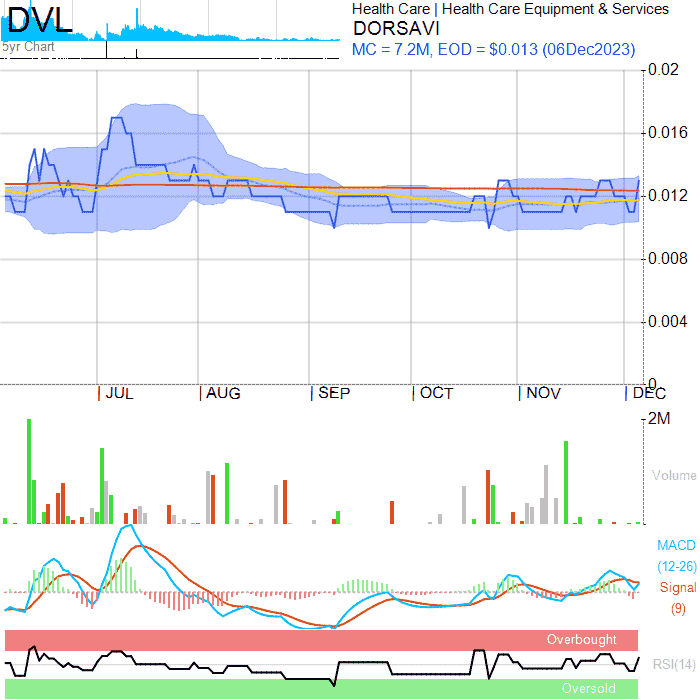 DVL
5yr Chart
Health Care | Health Care Equipment & Services
DORSAVI
MC = 7.2M, EOD = $0.013 (06Dec2023)
0.02
0.016
0.012
0.008
0.004
0
JUL AUG SEP OCT NOV DEC
2M
Volume
MACD
(12-26)
Signal
(9)
Overbought
RSI(14)
Oversold